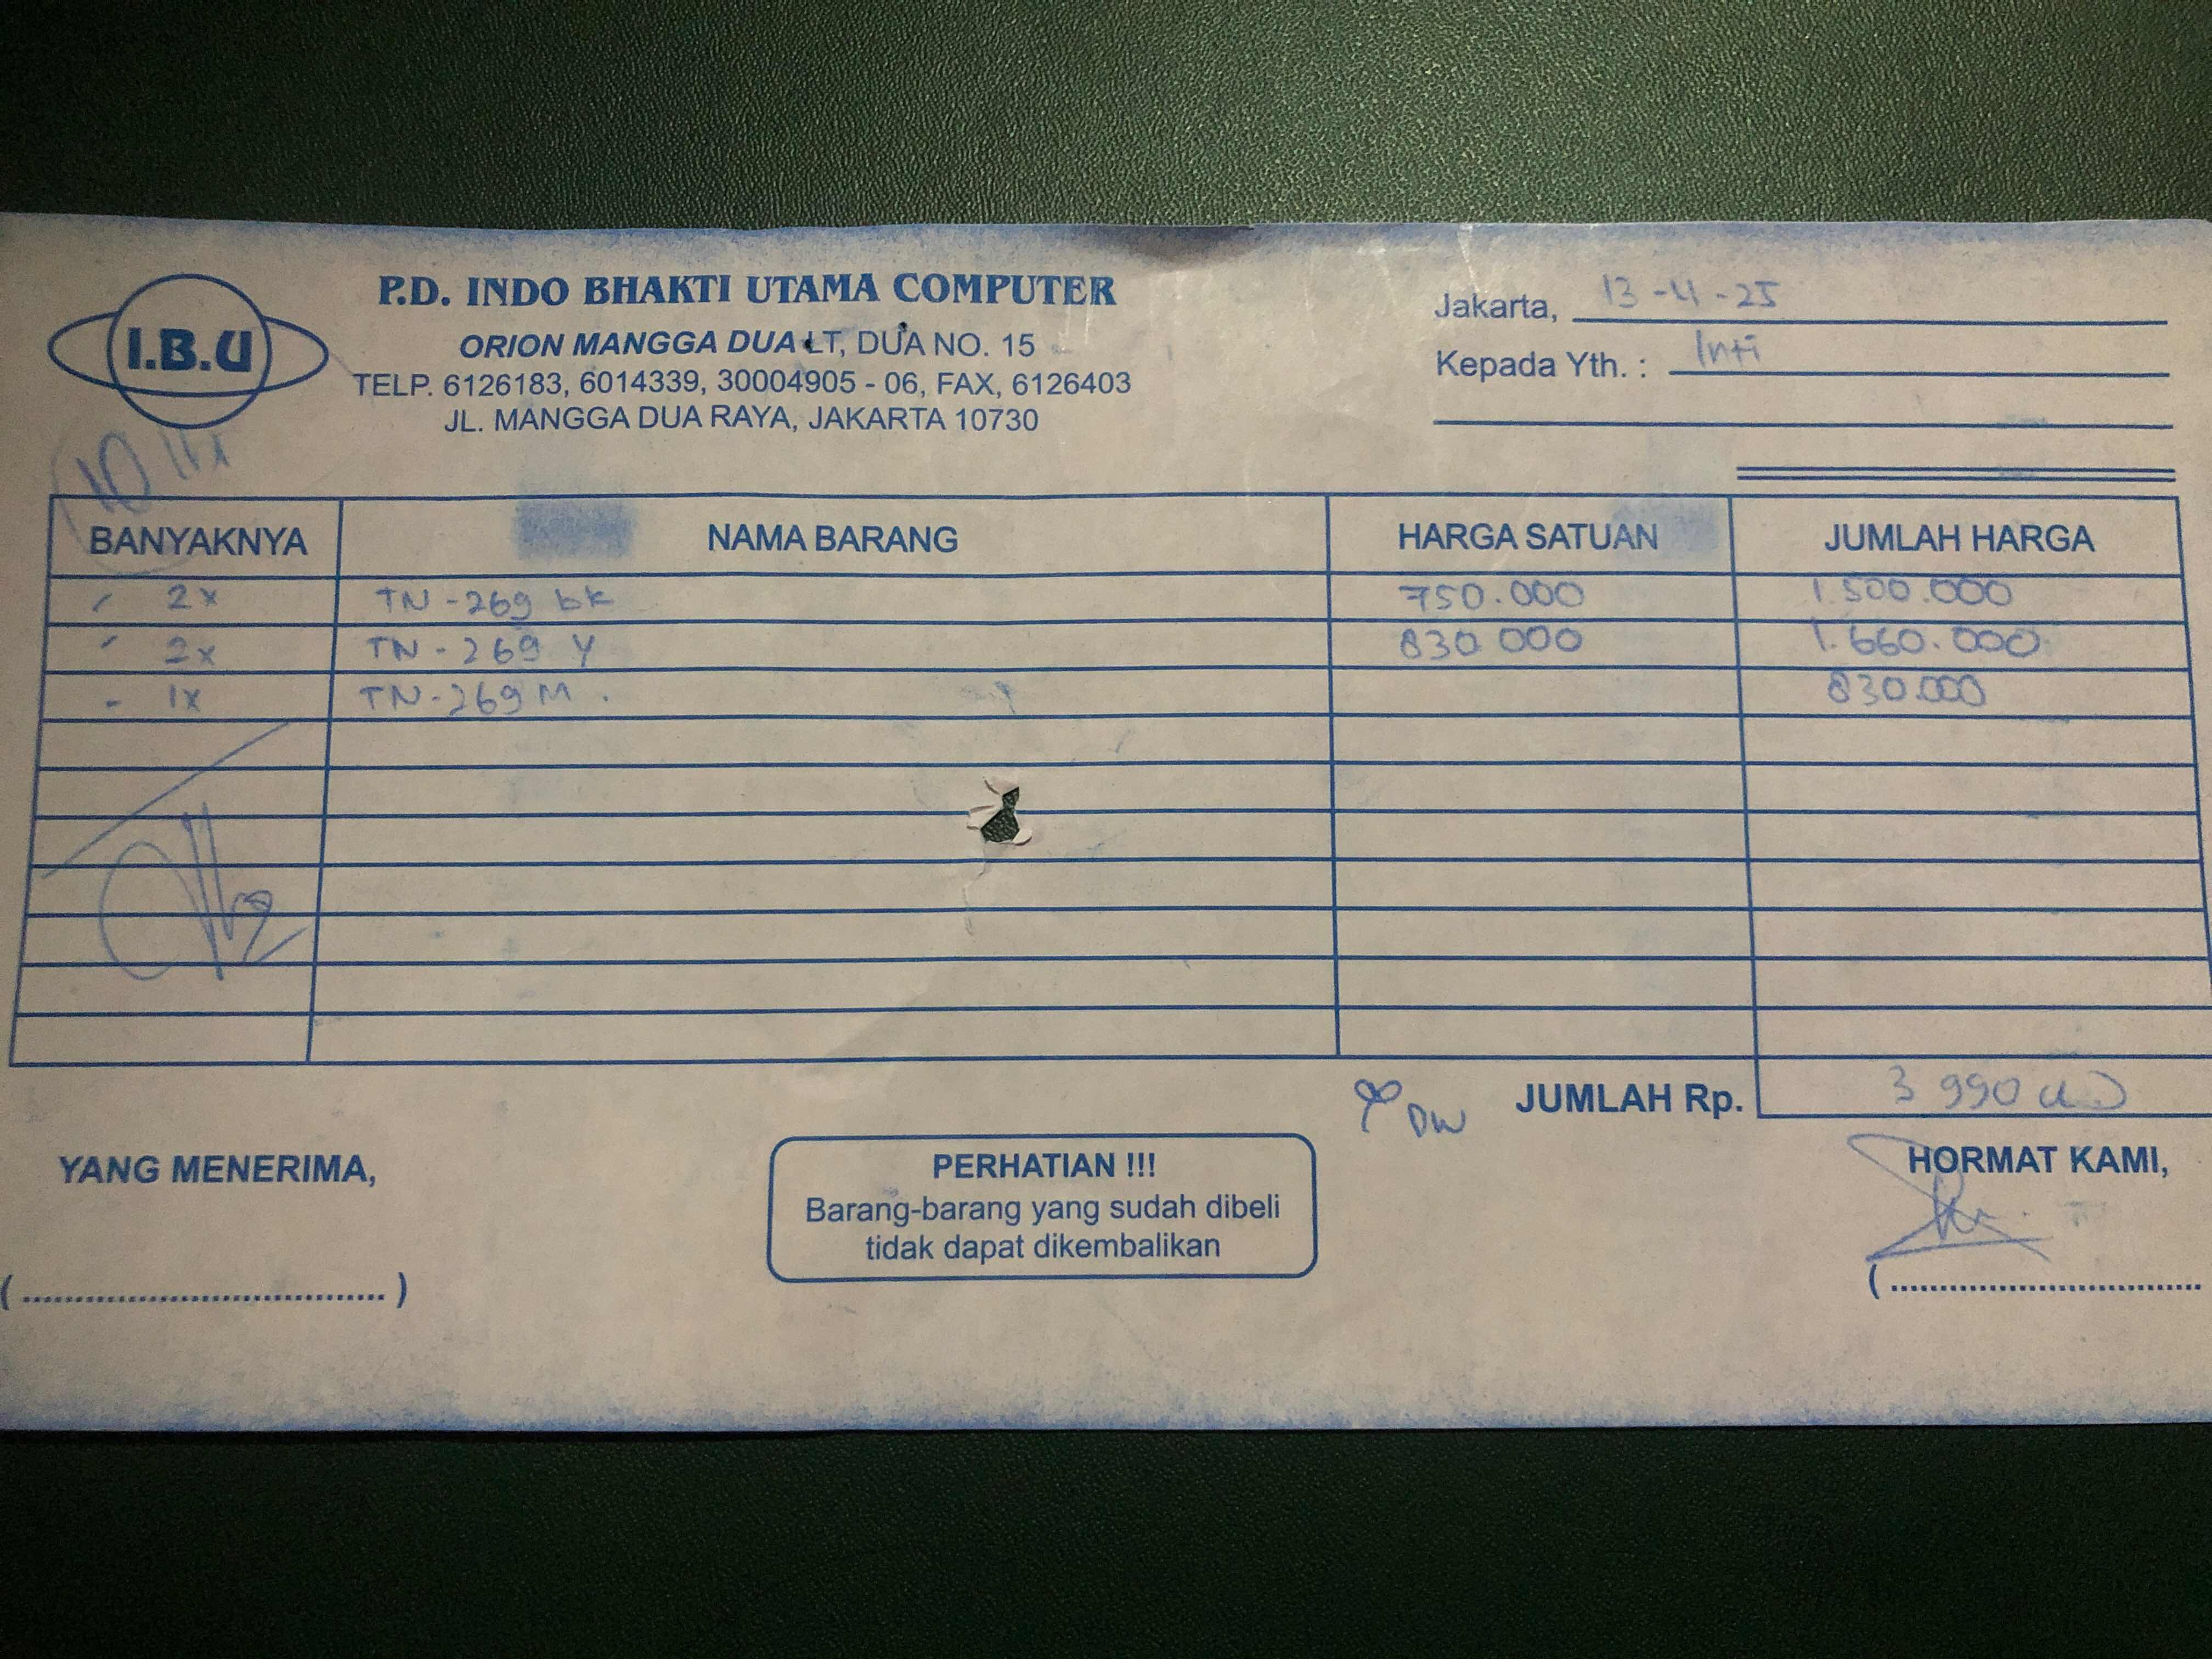 I.B.U
P.D. INDO BHAKTI UTAMA COMPUTER
ORION MANGGA DUA LT, DUA NO. 15
TELP. 6126183, 6014339, 30004905 - 06, FAX, 6126403
JL. MANGGA DUA RAYA, JAKARTA 10730
Jakarta, 13-11-25
Kepada Yth. : Inti
BANYAKNYA NAMA BARANG HARGA SATUAN JUMLAH HARGA
2x TN-269 bk 750.000 1.500.000
2x TN-269 Y 830.000 1.660.000
1x TN-269 M. 830.000
JUMLAH Rp. 3 990
YANG MENERIMA,
PERHATIAN !!!
Barang-barang yang sudah dibeli
tidak dapat dikembalikan
HORMAT KAMI,